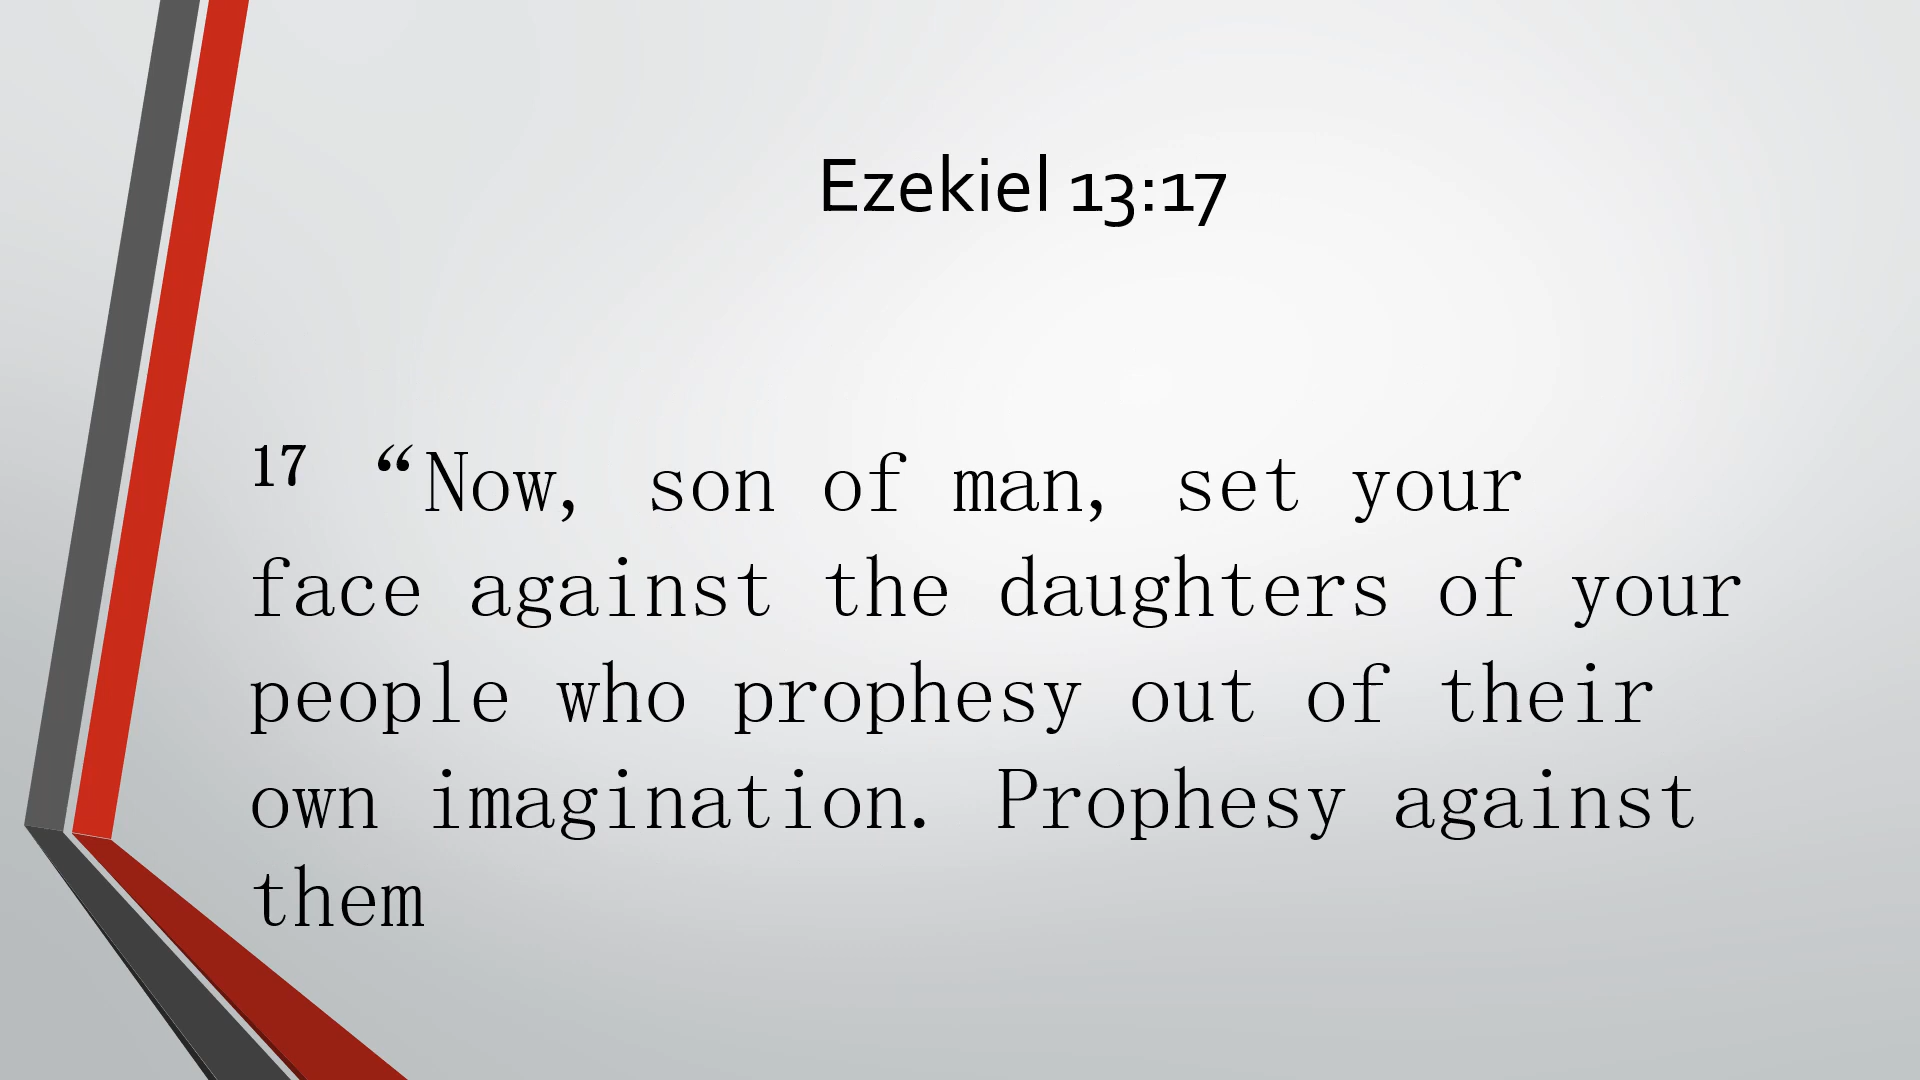 Ezekiel 13:17
17 “Now, son of man, set your
face against the daughters of your
people who prophesy out of their
own imagination. Prophesy against
them